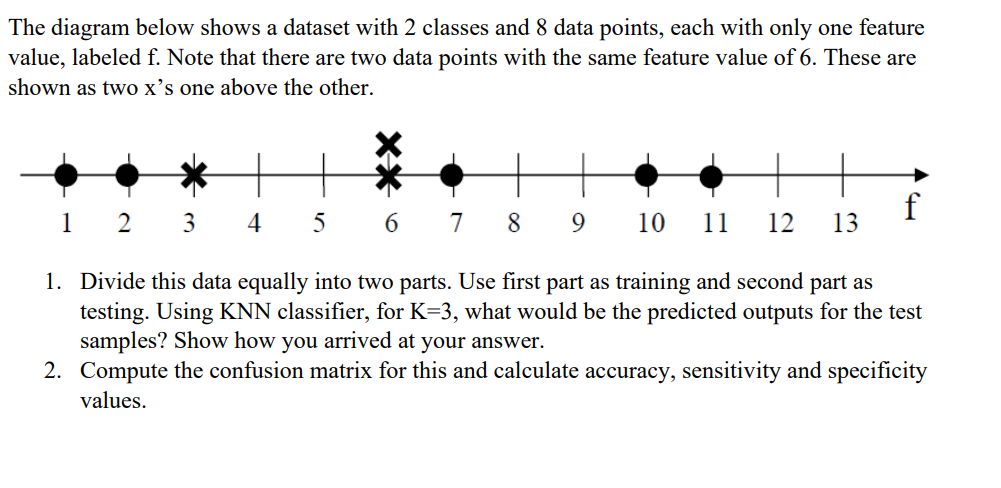 The diagram below shows a dataset with 2 classes and 8 data points, each with only one feature
value, labeled f. Note that there are two data points with the same feature value of 6. These are
shown as two x’s one above the other.
1 2 3 4 5 6 7 8 9 10 11 12 13 f
1. Divide this data equally into two parts. Use first part as training and second part as
testing. Using KNN classifier, for K=3, what would be the predicted outputs for the test
samples? Show how you arrived at your answer.
2. Compute the confusion matrix for this and calculate accuracy, sensitivity and specificity
values.